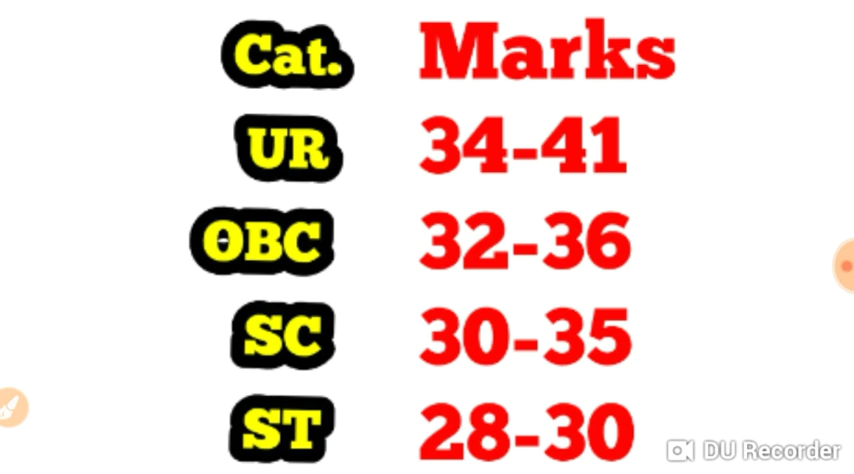 Cat. Marks
UR 34-41
OBC 32-36
SC 30-35
ST 28-30
DU Recorder